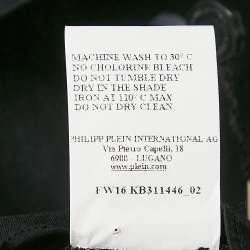 MACHINE WASH TO 30° C
NO CHOLORINE BLEACH
DO NOT TUMBLE DRY
DRY IN THE SHADE
IRON AT 110° C MAX
DO NOT DRY CLEAN
PHILIPP PLEIN INTERNATIONAL AG
Via Pietro Capelli, 18
6900 - LUGANO
www.plein.com
FW16 KB311446_02